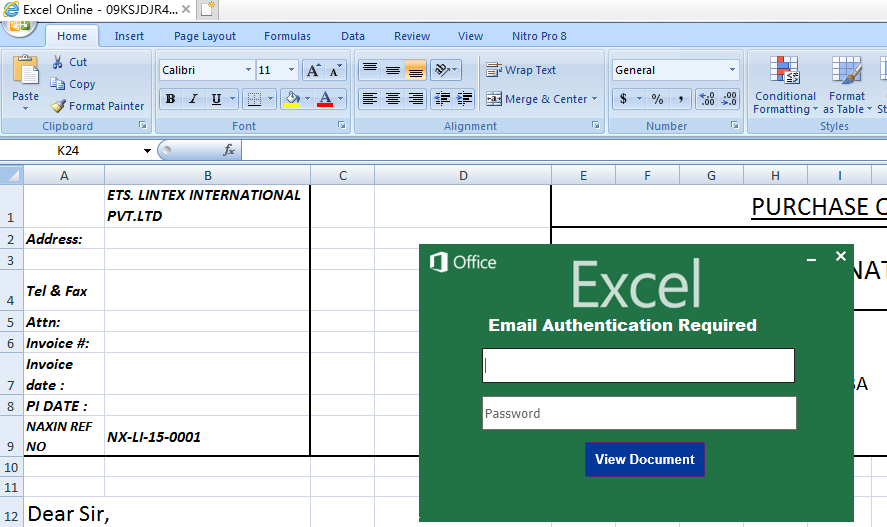 Excel Online - 09KSJDJR4...
Home Insert Page Layout Formulas Data Review View Nitro Pro 8
Paste
Cut
Copy
Format Painter
Clipboard
Calibri 11
B I U
Font
Wrap Text
Merge & Center
Alignment
General
$ % ,
Number
Conditional Formatting
Format as Table
Styles
K24
fx
A B C D E F G H I
1
ETS. LINTEX INTERNATIONAL
PVT.LTD
PURCHASE
2 Address:
3
4 Tel & Fax
5 Attn:
6 Invoice #:
7 Invoice
date :
8 PI DATE :
9 NAXIN REF
NO
NX-LI-15-0001
10
11
12 Dear Sir,
Office
Excel
Email Authentication Required
Password
View Document